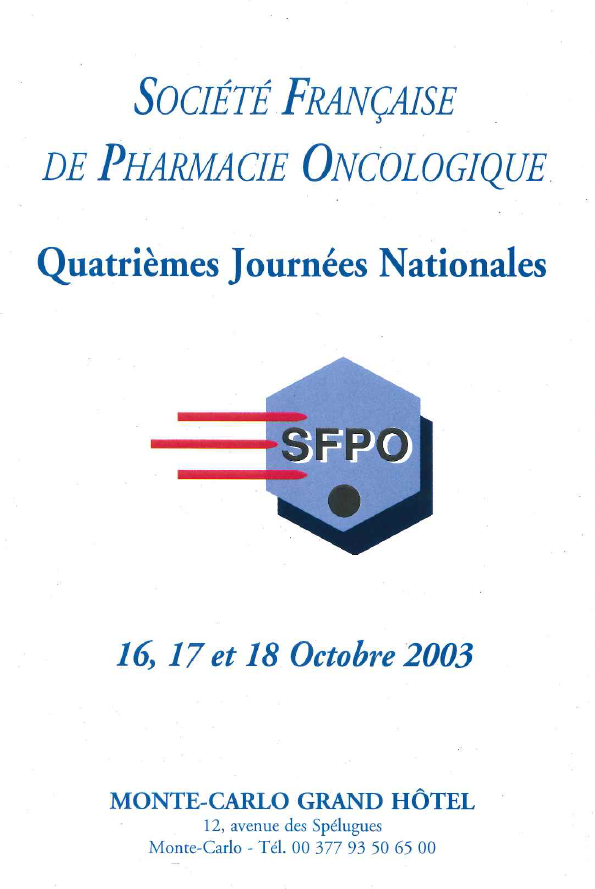 SOCIÉTÉ FRANÇAISE
DE PHARMACIE ONCOLOGIQUE
Quatrièmes Journées Nationales
SFPO
16, 17 et 18 Octobre 2003
MONTE-CARLO GRAND HÔTEL
12, avenue des Spélugues
Monte-Carlo - Tél. 00 377 93 50 65 00